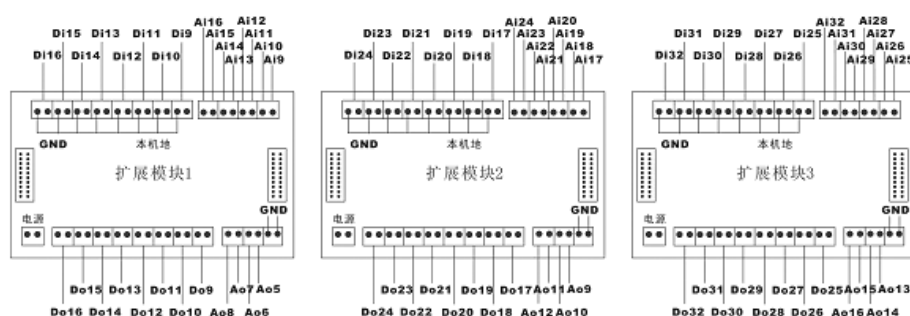 Ai16 Ai12
Di15 Di13 Di11 Di9 Ai15 Ai11
Di16 Di14 Di12 Di10 Ai14 Ai10
Ai13 Ai9
GND 本机地
扩展模块1
GND
电源
Do15 Do13 Do11 Do9 Ao7 Ao5
Do16 Do14 Do12 Do10 Ao8 Ao6
Ai24 Ai20
Di23 Di21 Di19 Di17 Ai23 Ai19
Di24 Di22 Di20 Di18 Ai22 Ai18
Ai21 Ai17
GND 本机地
扩展模块2
GND
电源
Do23 Do21 Do19 Do17 Ao11 Ao9
Do24 Do22 Do20 Do18 Ao12 Ao10
Ai32 Ai28
Di31 Di29 Di27 Di25 Ai31 Ai27
Di32 Di30 Di28 Di26 Ai30 Ai26
Ai29 Ai25
GND 本机地
扩展模块3
GND
电源
Do31 Do29 Do27 Do25 Ao15 Ao13
Do32 Do30 Do28 Do26 Ao16 Ao14